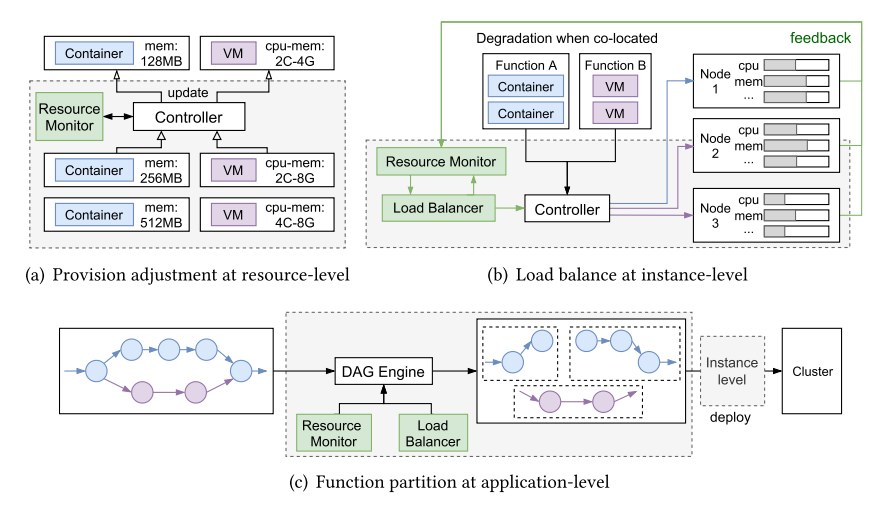 Container
mem:
128MB
VM
cpu-mem:
2C-4G
update
Resource
Monitor
Controller
Container
mem:
256MB
VM
cpu-mem:
2C-8G
Container
mem:
512MB
VM
cpu-mem:
4C-8G
(a) Provision adjustment at resource-level
Degradation when co-located
feedback
Function A
Container
Container
Function B
VM
VM
Node
1
cpu
mem
...
Node
2
cpu
mem
...
Node
3
cpu
mem
...
Resource Monitor
Load Balancer
Controller
(b) Load balance at instance-level
DAG Engine
Resource
Monitor
Load
Balancer
Instance
level
deploy
Cluster
(c) Function partition at application-level